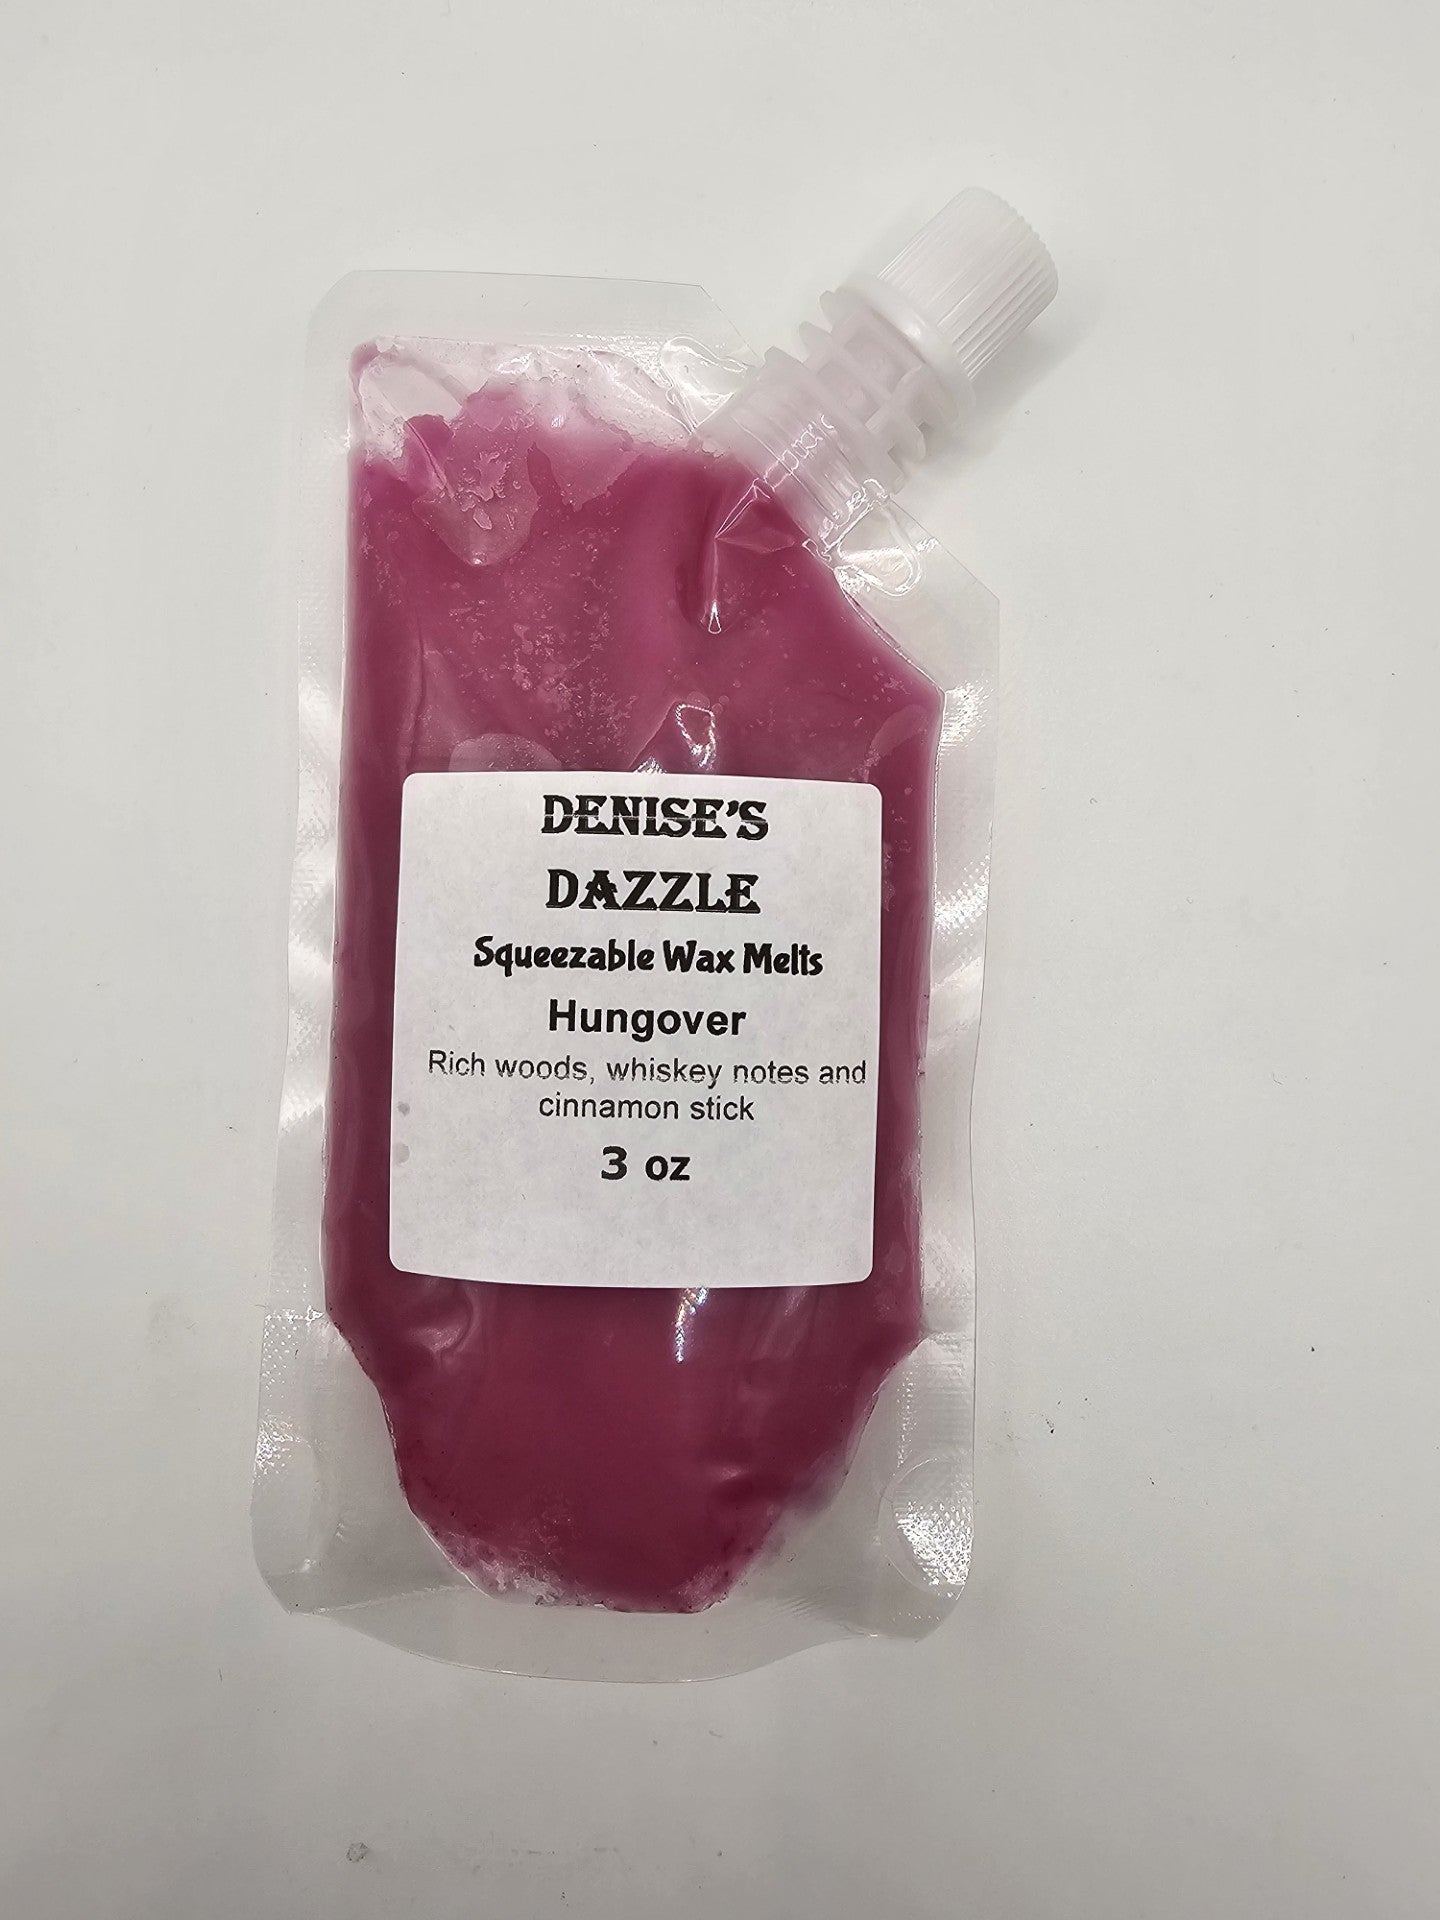 DENISE'S
DAZZLE
Squeezable Wax Melts
Hungover
Rich woods, whiskey notes and
cinnamon stick
3 oz